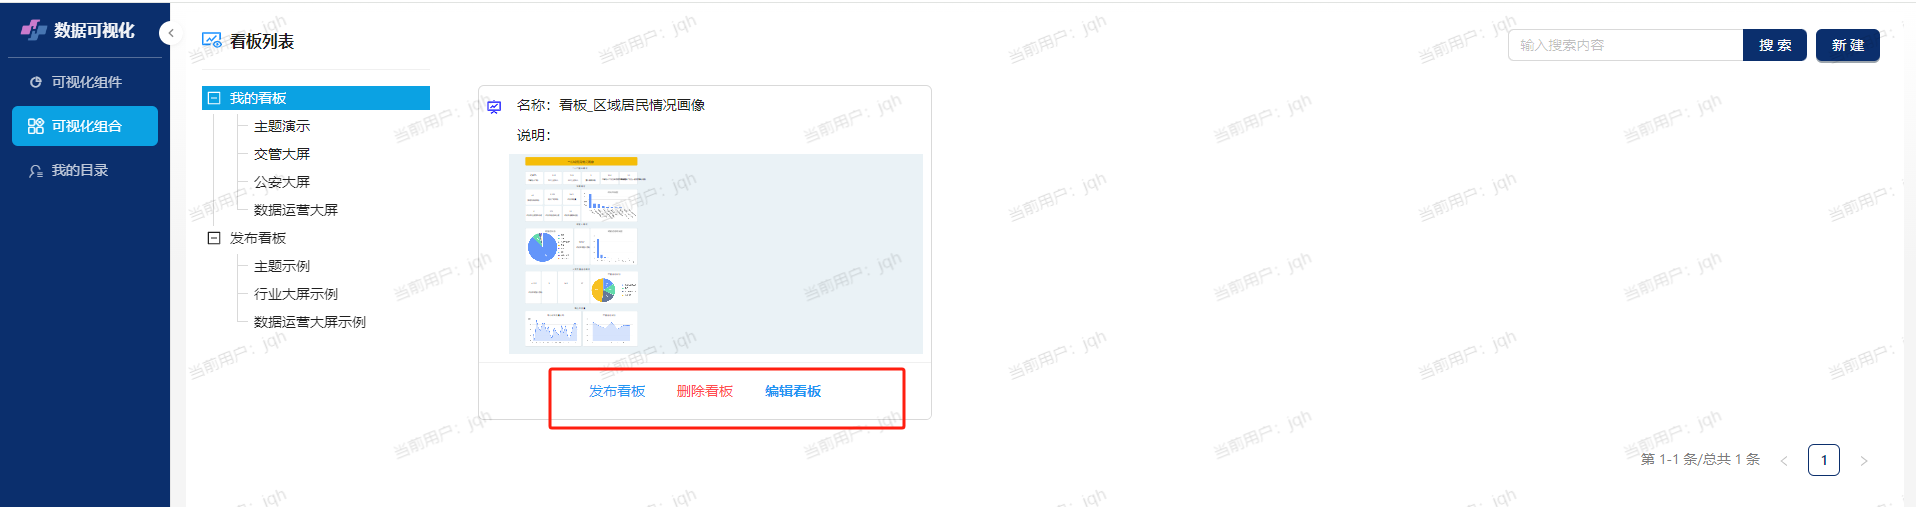 数据可视化
可视化组件
可视化组合
我的目录
看板列表
输入搜索内容
搜 索
新 建
我的看板
主题演示
交管大屏
公安大屏
数据运营大屏
发布看板
主题示例
行业大屏示例
数据运营大屏示例
名称：看板_区域居民情况画像
说明：
发布看板 删除看板 编辑看板
第 1-1 条/总共 1 条
1
当前用户：jqh